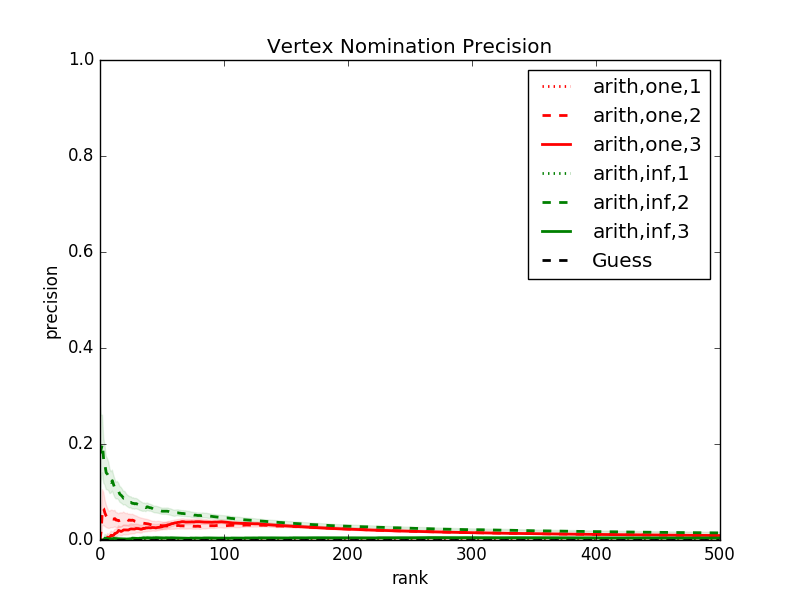 Vertex Nomination Precision
1.0
0.8
0.6
0.4
0.2
0.0
precision
arith,one,1
arith,one,2
arith,one,3
arith,inf,1
arith,inf,2
arith,inf,3
Guess
0 100 200 300 400 500
rank